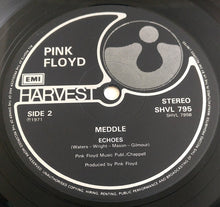 PINK
FLOYD
EMI
HARVEST
STEREO
SHVL 795
SHVL 795B
SIDE 2
℗1971
MEDDLE
ECHOES
(Waters - Wright - Mason - Gilmour)
Pink Floyd Music Publ./Chappell
Produced by Pink Floyd